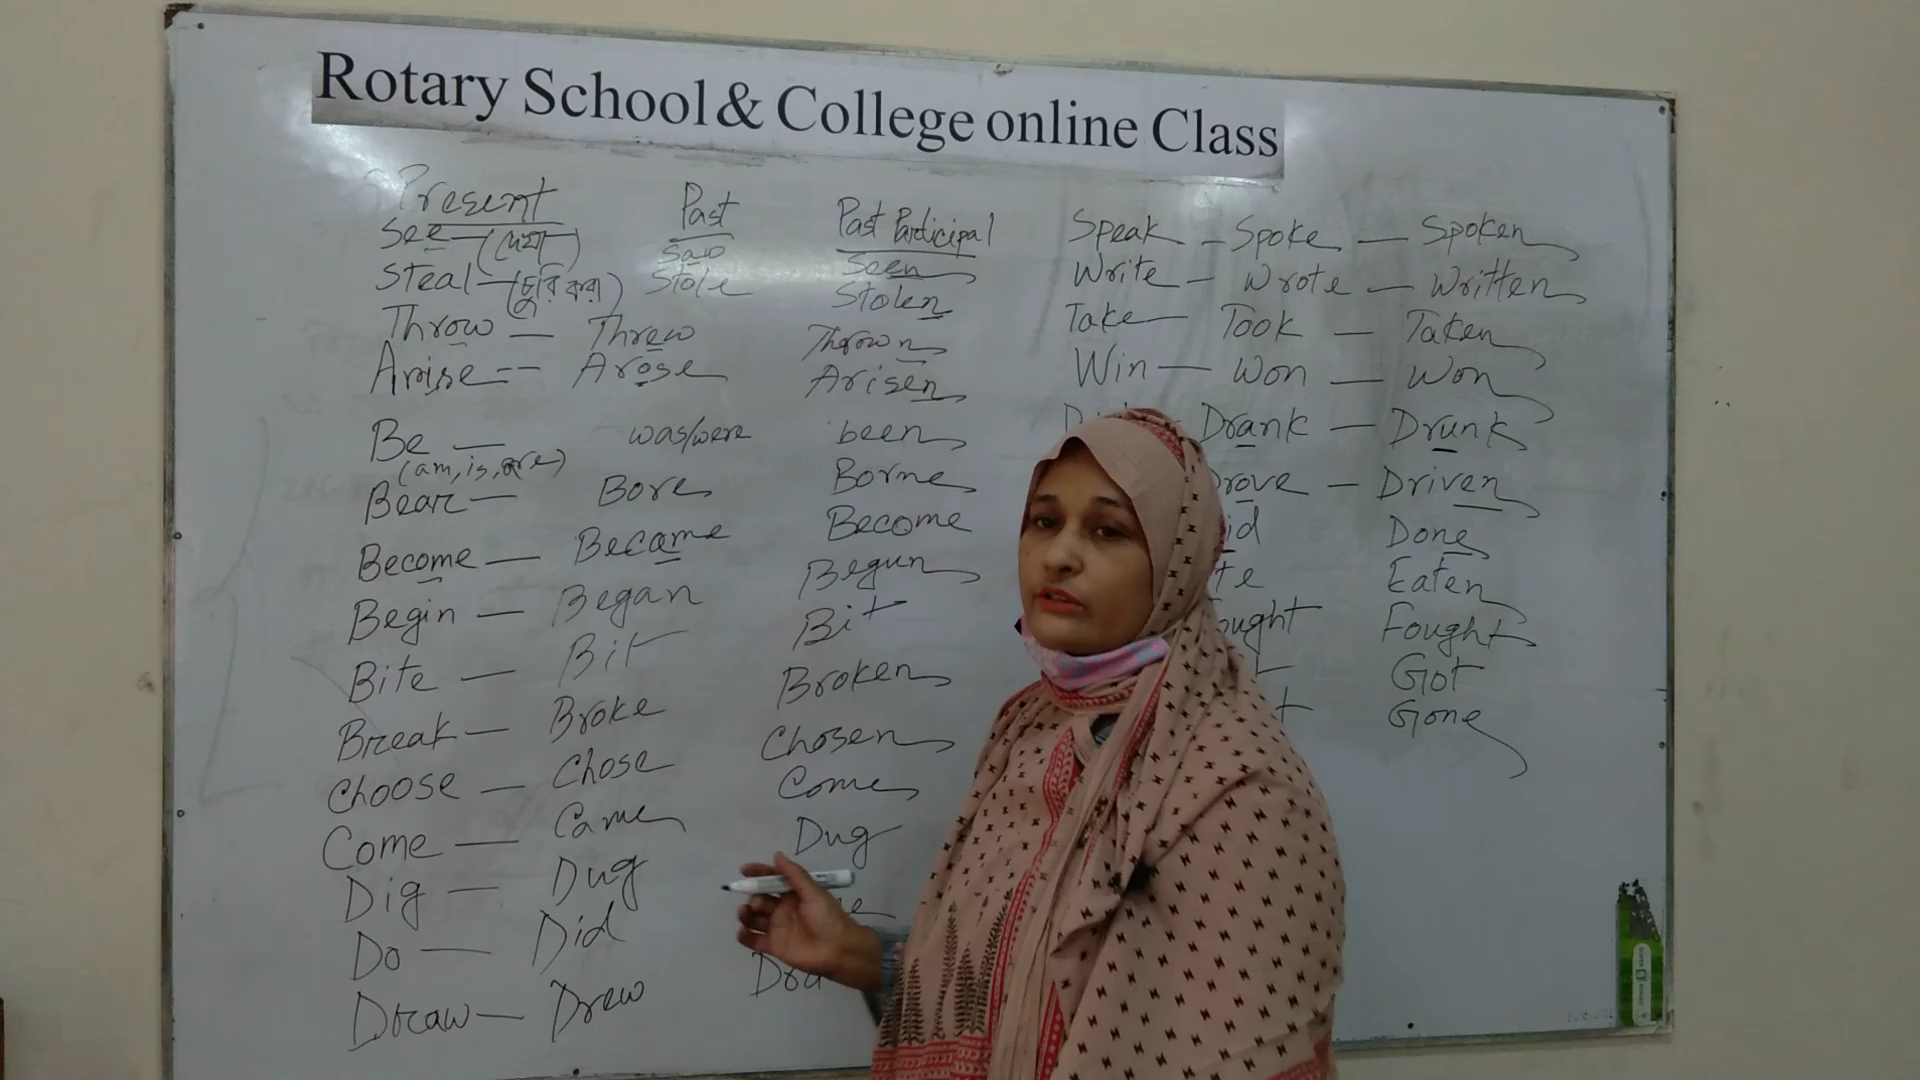 Rotary School & College online Class
Present Past Past Participal
See — (দেখা) Saw Seen
Steal — (চুরি করা) Stole Stolen
Throw — Threw Thrown
Arise -- Arose Arisen
Be — was/were been
(am, is, are)
Bear — Bore Borne
Become — Became Become
Begin — Began Begun
Bite — Bit Bit
Break — Broke Broken
Choose — Chose Chosen
Come — Came Come
Dig — Dug Dug
Do — Did
Draw — Drew
Speak - Spoke — Spoken
Write - Wrote — Written
Take — Took — Taken
Win — Won — Won
Drank — Drunk
— Driven
Done
Eaten
Fought
Got
Gone